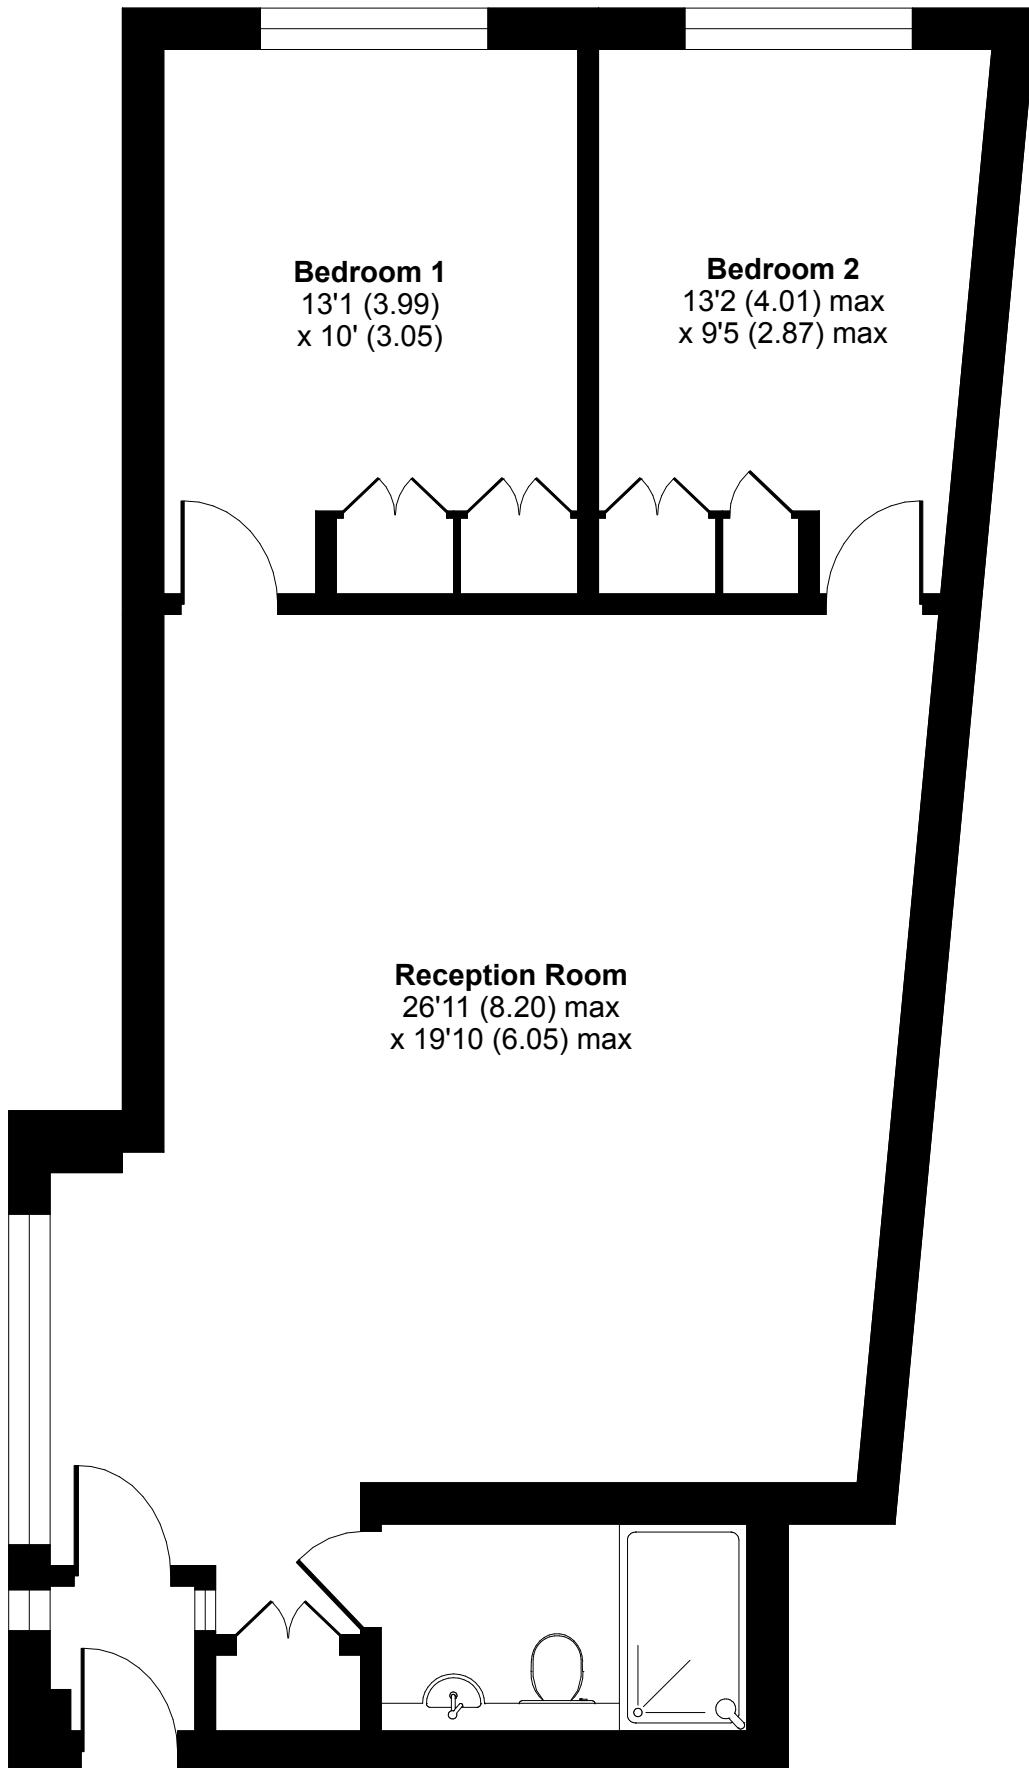 Bedroom 1
13'1 (3.99)
x 10' (3.05)
Bedroom 2
13'2 (4.01) max
x 9'5 (2.87) max
Reception Room
26'11 (8.20) max
x 19'10 (6.05) max